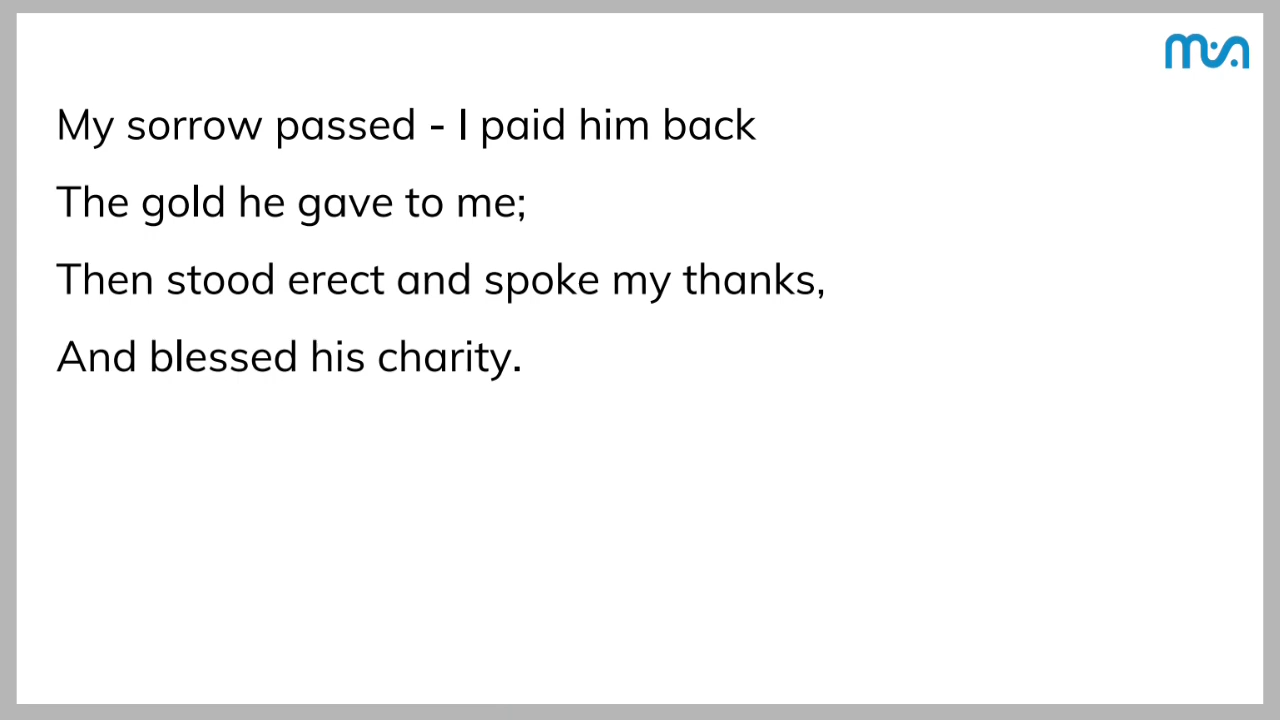 My sorrow passed - I paid him back
The gold he gave to me;
Then stood erect and spoke my thanks,
And blessed his charity.